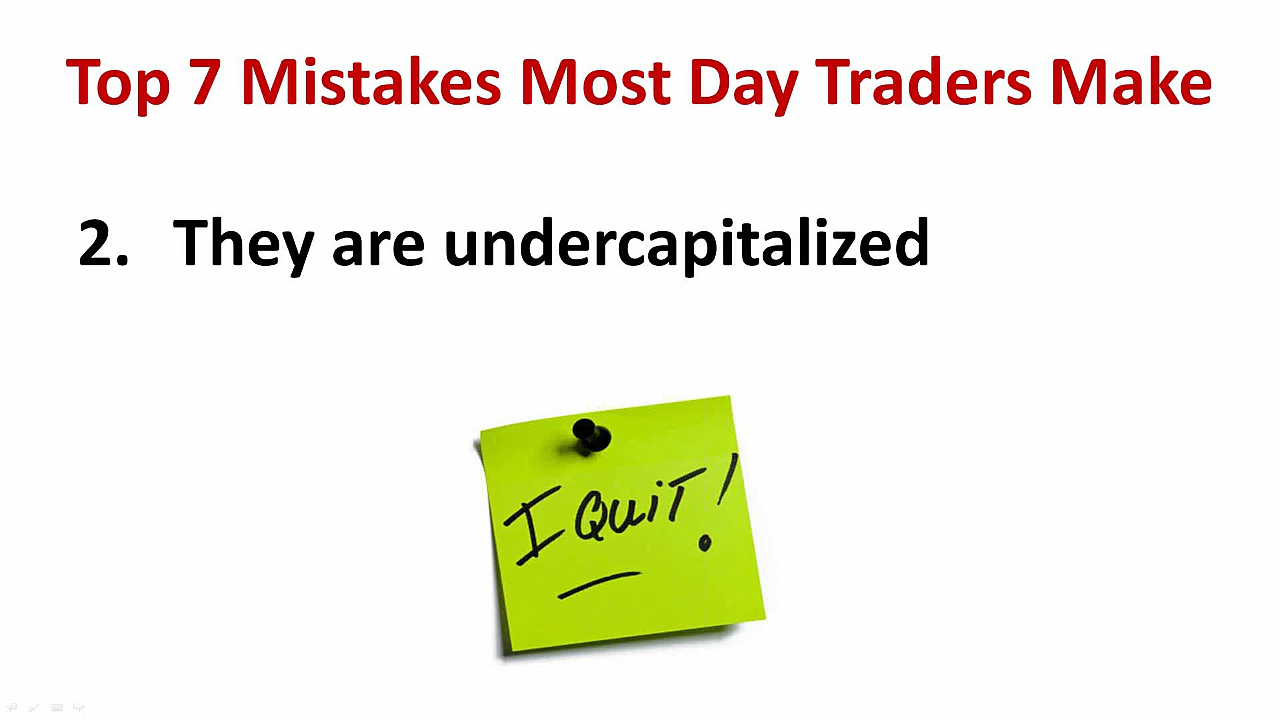 Top 7 Mistakes Most Day Traders Make
2. They are undercapitalized
I QUIT!